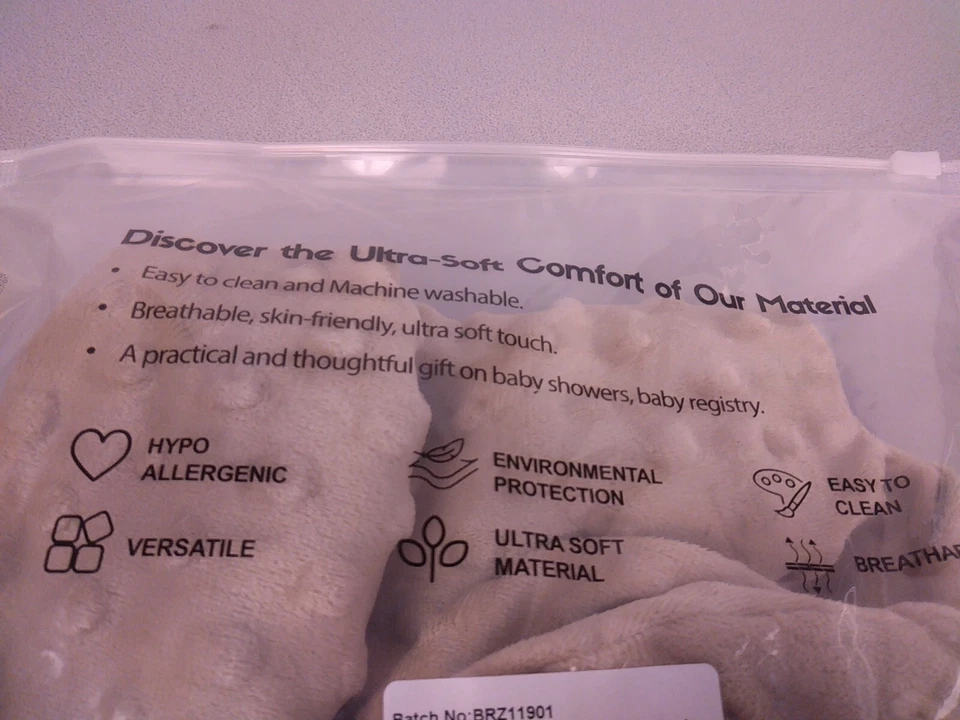 Discover the Ultra-Soft Comfort of Our Material
• Easy to clean and Machine washable.
• Breathable, skin-friendly, ultra soft touch.
• A practical and thoughtful gift on baby showers, baby registry.
HYPO
ALLERGENIC
ENVIRONMENTAL
PROTECTION
EASY TO
CLEAN
VERSATILE
ULTRA SOFT
MATERIAL
Batch No:BRZ11901